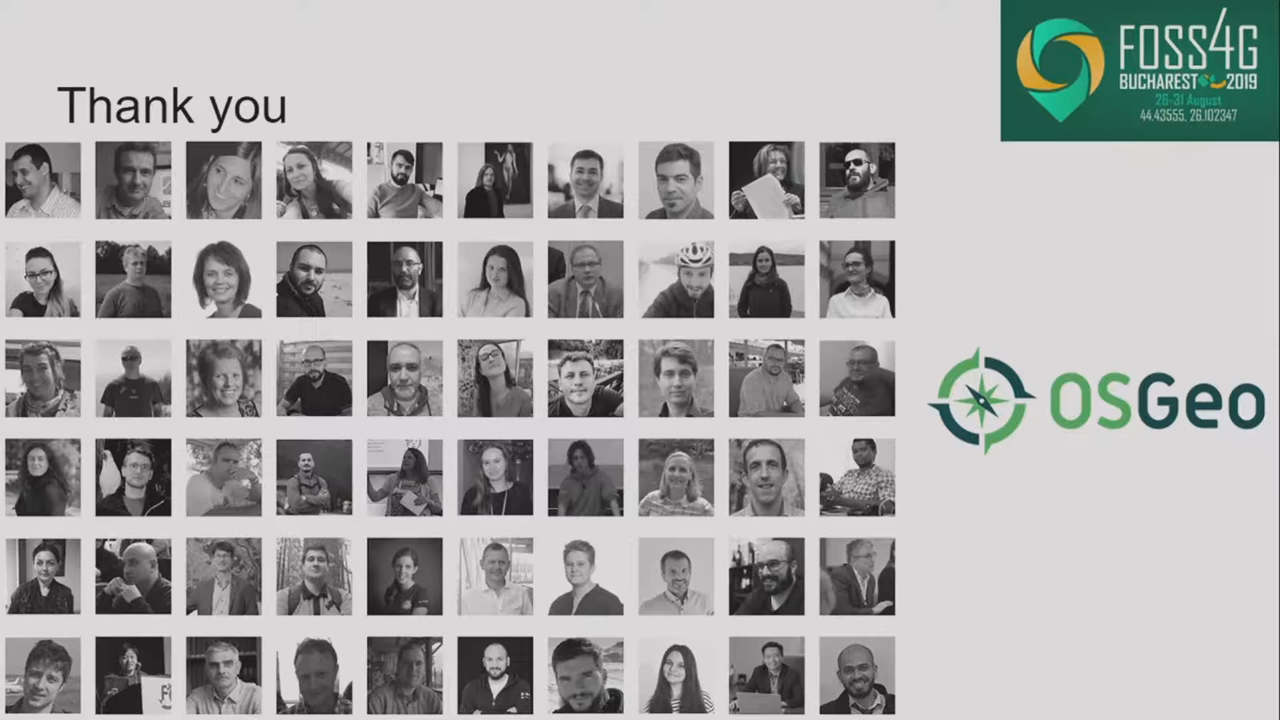 Thank you
FOSS4G
BUCHAREST 2019
26-31 August
44.43555, 26.102347
OSGeo